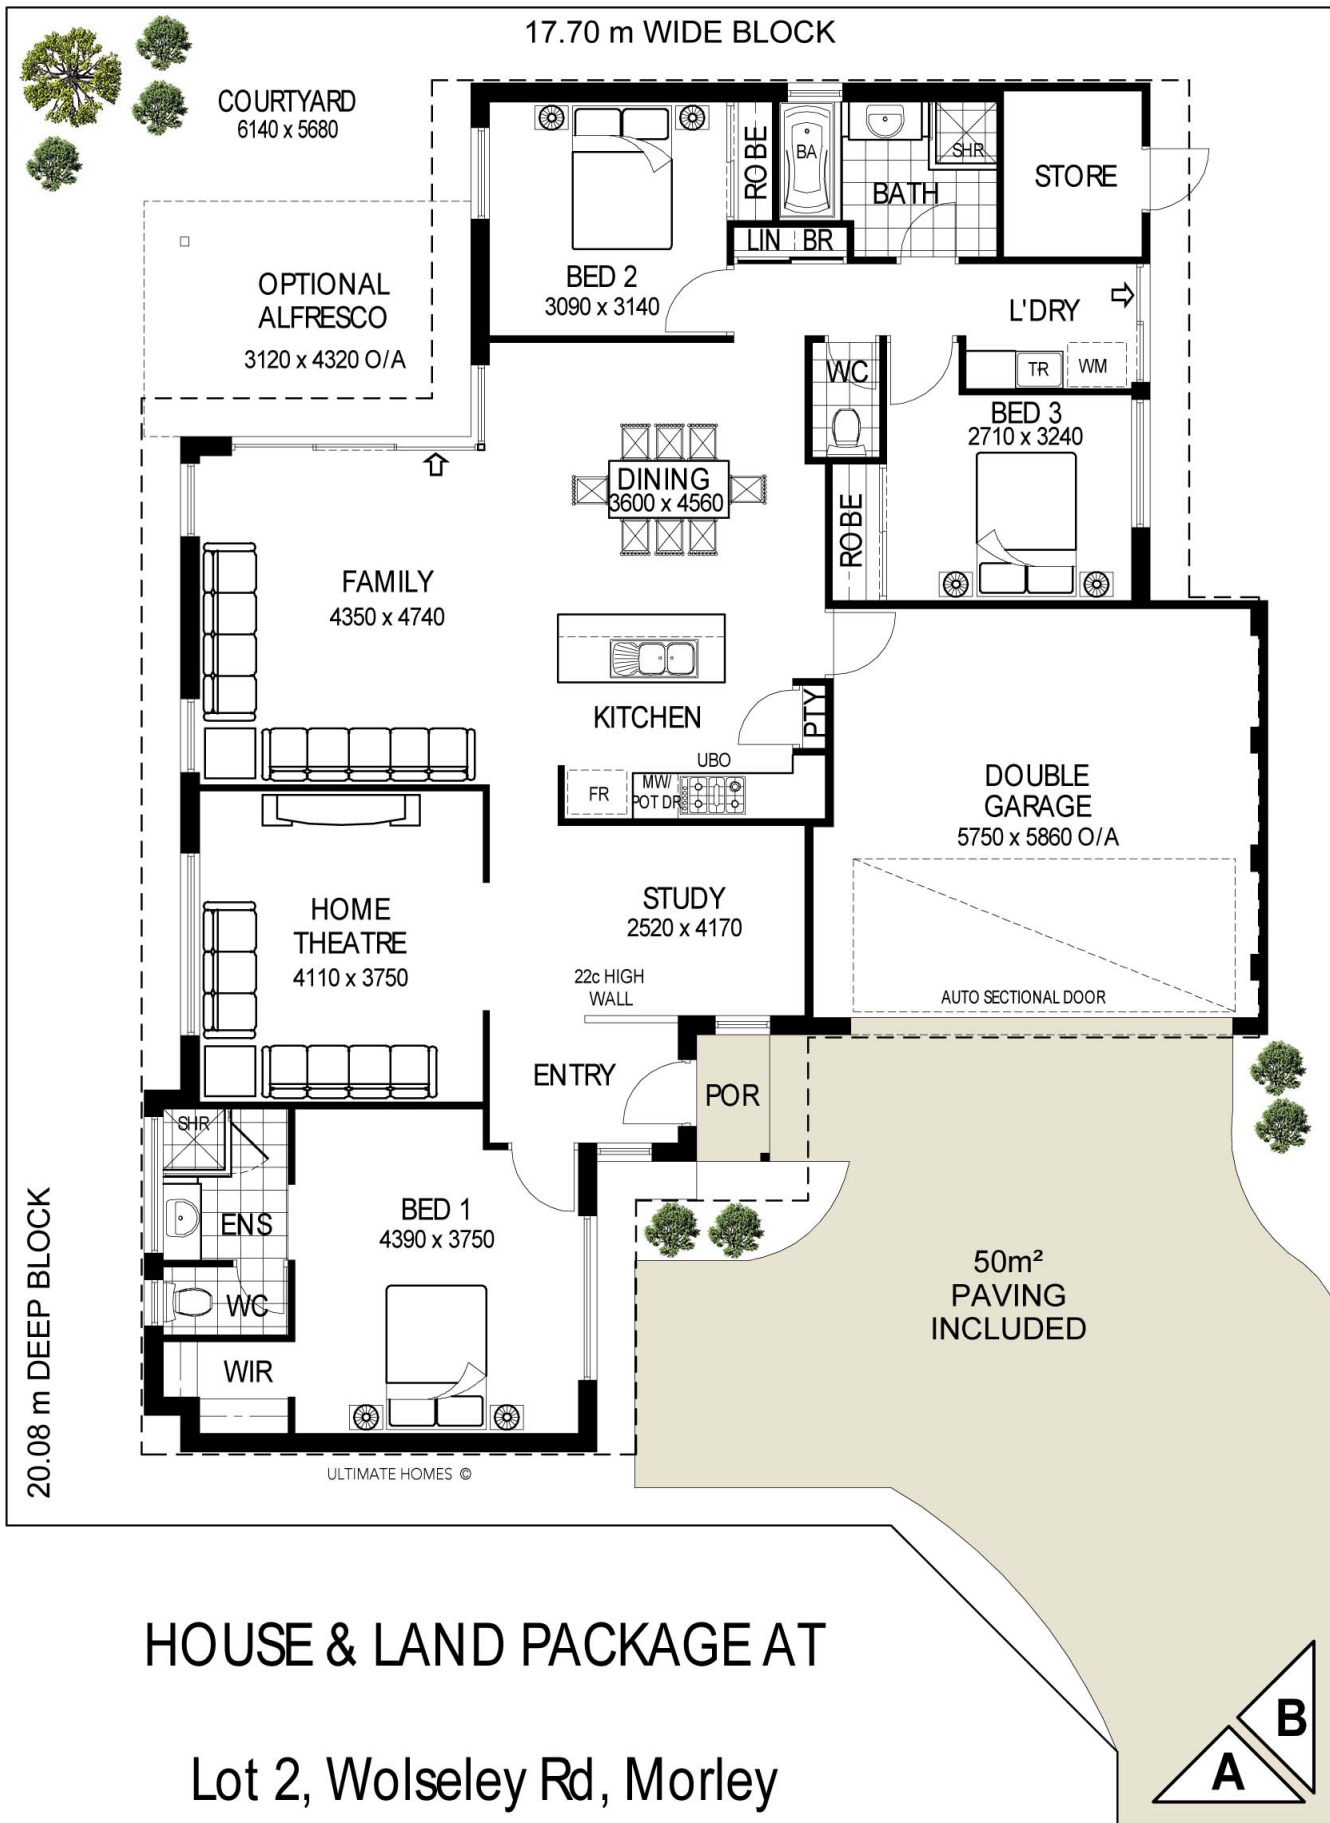 17.70 m WIDE BLOCK
COURTYARD
6140 x 5680
ROBE
BA
SHR
BATH
STORE
LIN
BR
OPTIONAL
ALFRESCO
3120 x 4320 O/A
BED 2
3090 x 3140
L'DRY
WC
TR
WM
BED 3
2710 x 3240
DINING
3600 x 4560
ROBE
FAMILY
4350 x 4740
KITCHEN
PTY
UBO
FR
MW/
POT DR
DOUBLE
GARAGE
5750 x 5860 O/A
HOME
THEATRE
4110 x 3750
STUDY
2520 x 4170
22c HIGH
WALL
AUTO SECTIONAL DOOR
ENTRY
POR
SHR
ENS
BED 1
4390 x 3750
WC
WIR
50m²
PAVING
INCLUDED
20.08 m DEEP BLOCK
ULTIMATE HOMES ©
HOUSE & LAND PACKAGE AT
Lot 2, Wolseley Rd, Morley
A
B